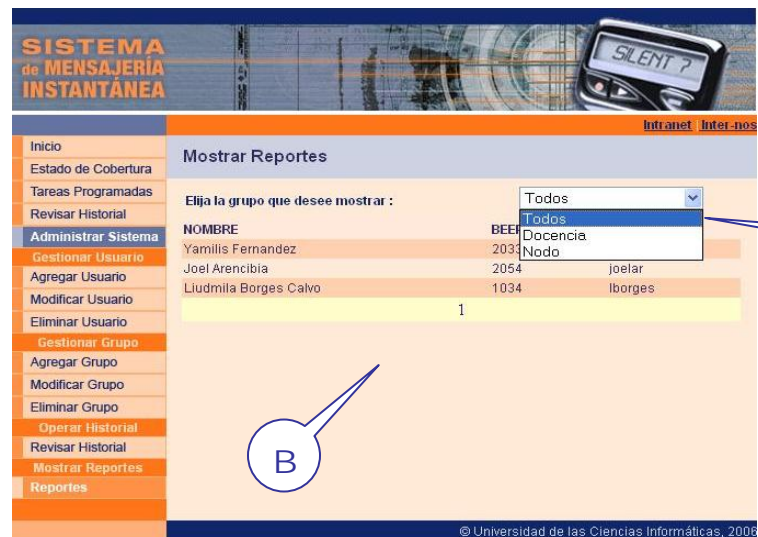 SISTEMA
de MENSAJERÍA
INSTANTÁNEA
SILENT ?
Intranet Inter-nos
Inicio
Estado de Cobertura
Tareas Programadas
Revisar Historial
Administrar Sistema
Gestionar Usuario
Agregar Usuario
Modificar Usuario
Eliminar Usuario
Gestionar Grupo
Agregar Grupo
Modificar Grupo
Eliminar Grupo
Operar Historial
Revisar Historial
Mostrar Reportes
Reportes
Mostrar Reportes
Elija la grupo que desee mostrar :
Todos
Todos
Docencia
Nodo
NOMBRE
Yamilis Fernandez
Joel Arencibia 2054 joelar
Liudmila Borges Calvo 1034 lborges
1
B
© Universidad de las Ciencias Informáticas, 2006